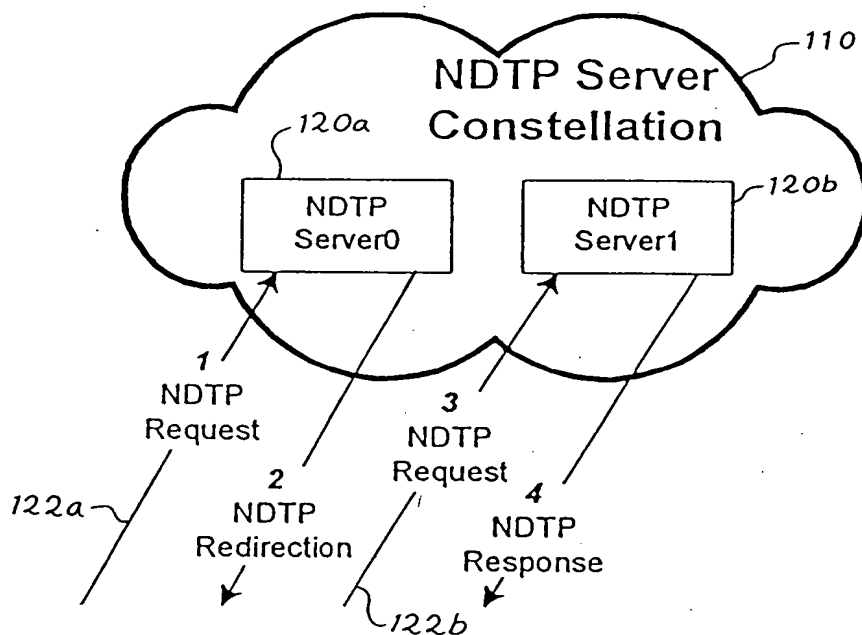 110
NDTP Server
Constellation
120a
120b
NDTP
Server0
NDTP
Server1
1
NDTP
Request
2
NDTP
Redirection
3
NDTP
Request
4
NDTP
Response
122a
122b